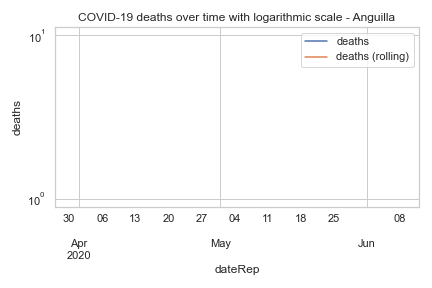 COVID-19 deaths over time with logarithmic scale - Anguilla
10¹
deaths
deaths (rolling)
deaths
10⁰
30 06 13 20 27 04 11 18 25 08
Apr May Jun
2020
dateRep